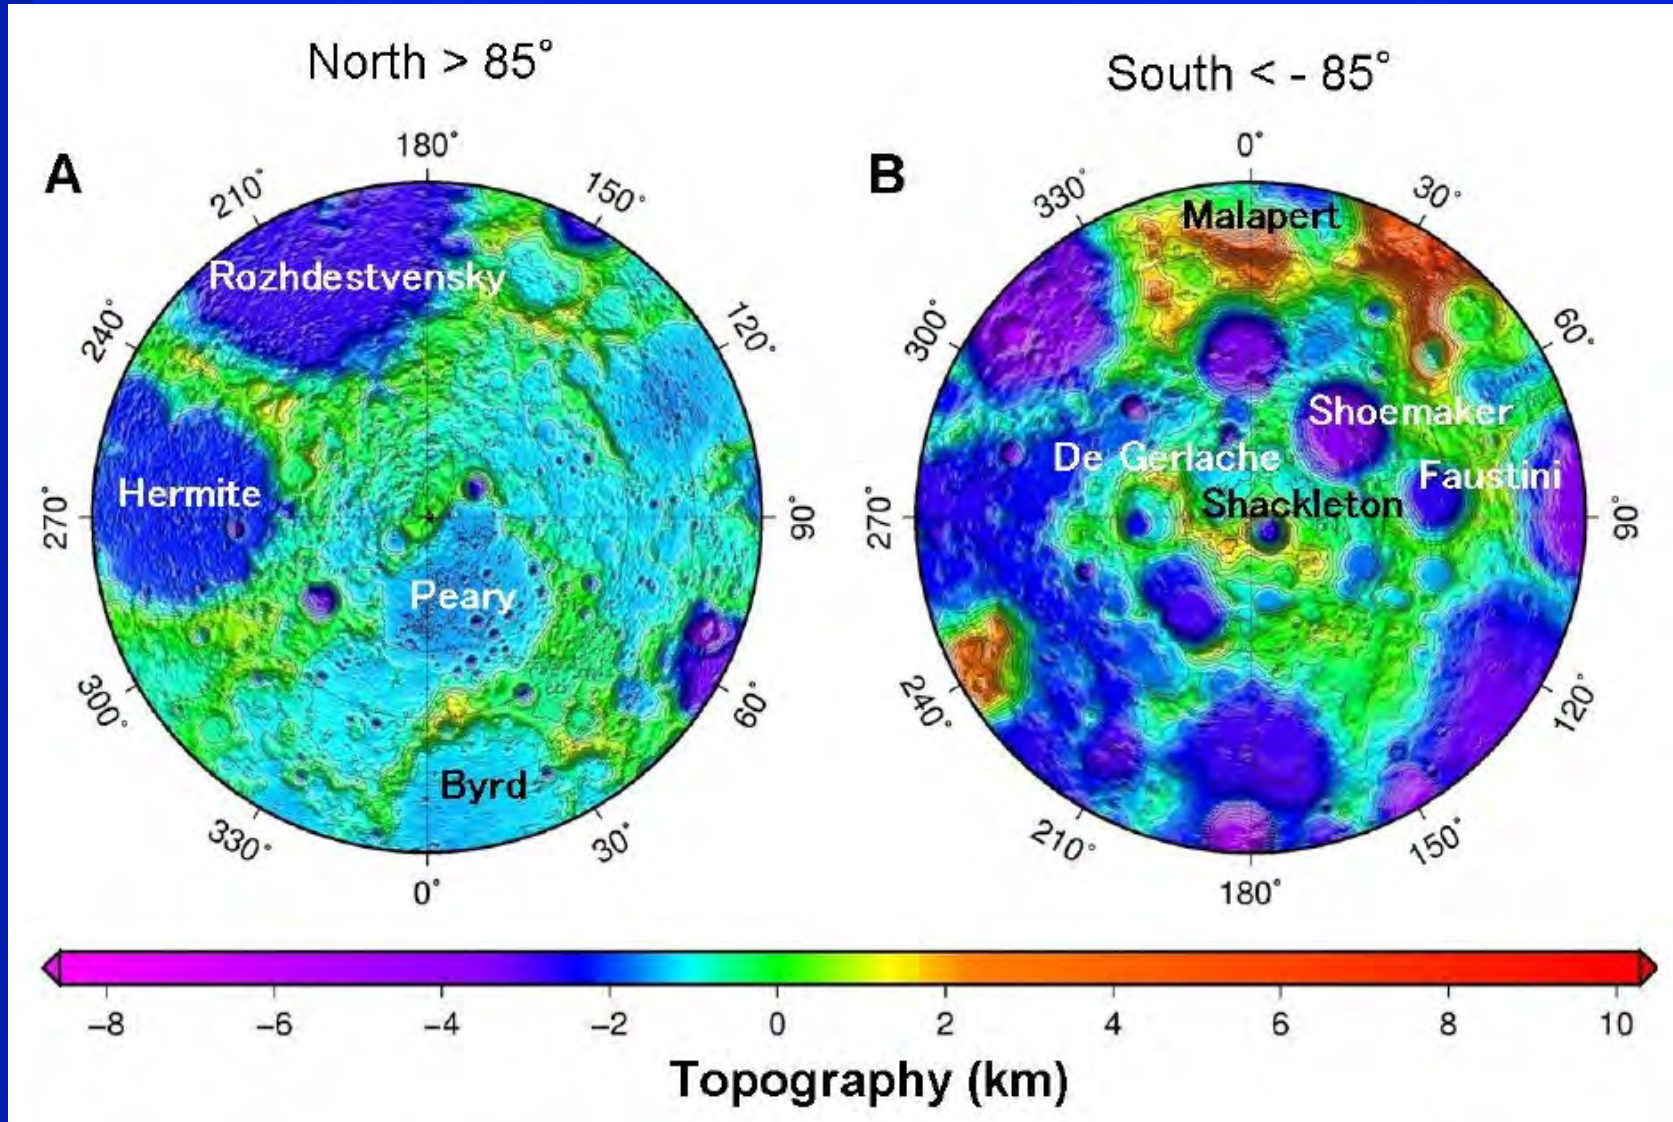 North > 85°
South < - 85°
A
180°
150°
120°
90°
60°
30°
0°
330°
300°
270°
240°
210°
Rozhdestvensky
Hermite
Peary
Byrd
B
0°
30°
60°
90°
120°
150°
180°
210°
240°
270°
300°
330°
Malapert
Shoemaker
De Gerlache
Faustini
Shackleton
−8 −6 −4 −2 0 2 4 6 8 10
Topography (km)